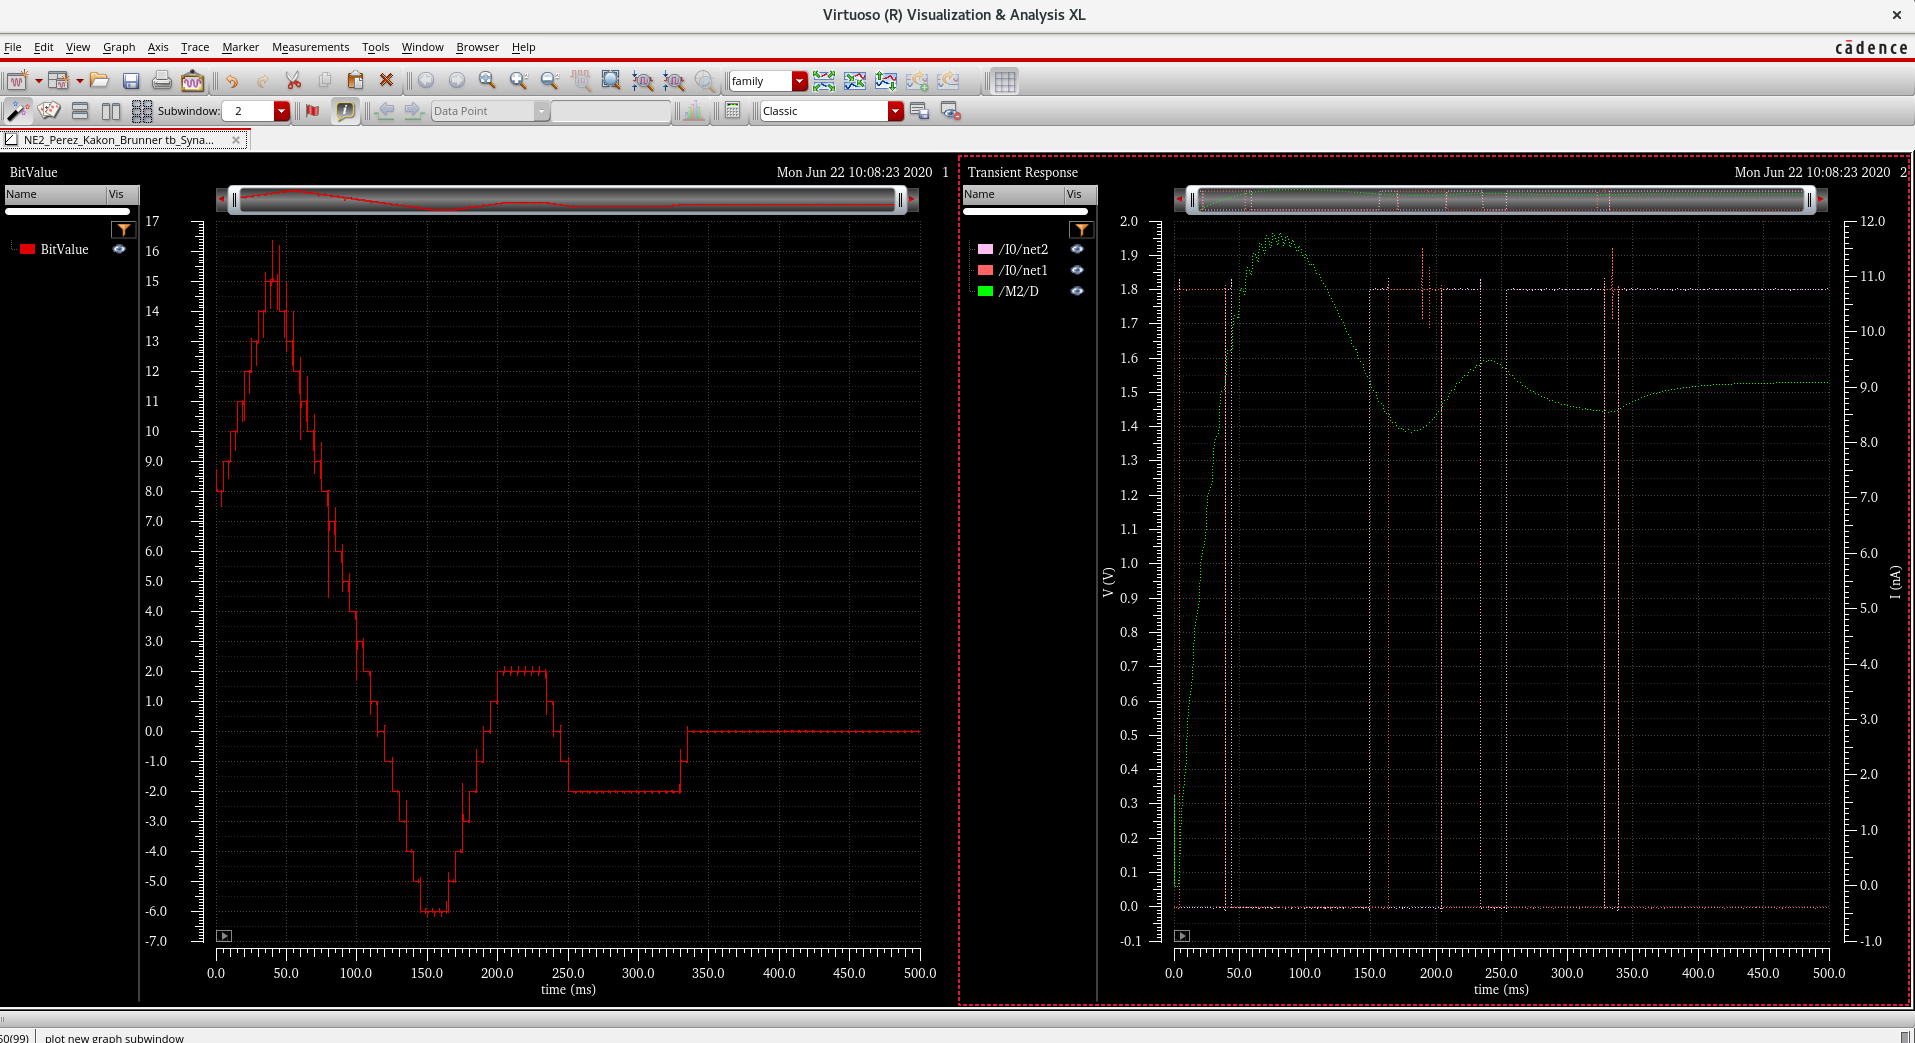 Virtuoso (R) Visualization & Analysis XL
File Edit View Graph Axis Trace Marker Measurements Tools Window Browser Help
cādence
family
Subwindow: 2 Data Point Classic
NE2_Perez_Kakon_Brunner tb_Syna...
BitValue Mon Jun 22 10:08:23 2020 1
Name Vis
BitValue
17
16
15
14
13
12
11
10
9.0
8.0
7.0
6.0
5.0
4.0
3.0
2.0
1.0
0.0
-1.0
-2.0
-3.0
-4.0
-5.0
-6.0
-7.0
0.0 50.0 100.0 150.0 200.0 250.0 300.0 350.0 400.0 450.0 500.0
time (ms)
Transient Response Mon Jun 22 10:08:23 2020 2
Name Vis
/I0/net2
/I0/net1
/M2/D
V (V)
2.0
1.9
1.8
1.7
1.6
1.5
1.4
1.3
1.2
1.1
1.0
0.9
0.8
0.7
0.6
0.5
0.4
0.3
0.2
0.1
0.0
-0.1
12.0
11.0
10.0
9.0
8.0
7.0
6.0
5.0
4.0
3.0
2.0
1.0
0.0
-1.0
I (nA)
0.0 50.0 100.0 150.0 200.0 250.0 300.0 350.0 400.0 450.0 500.0
time (ms)
50(99) plot new graph subwindow